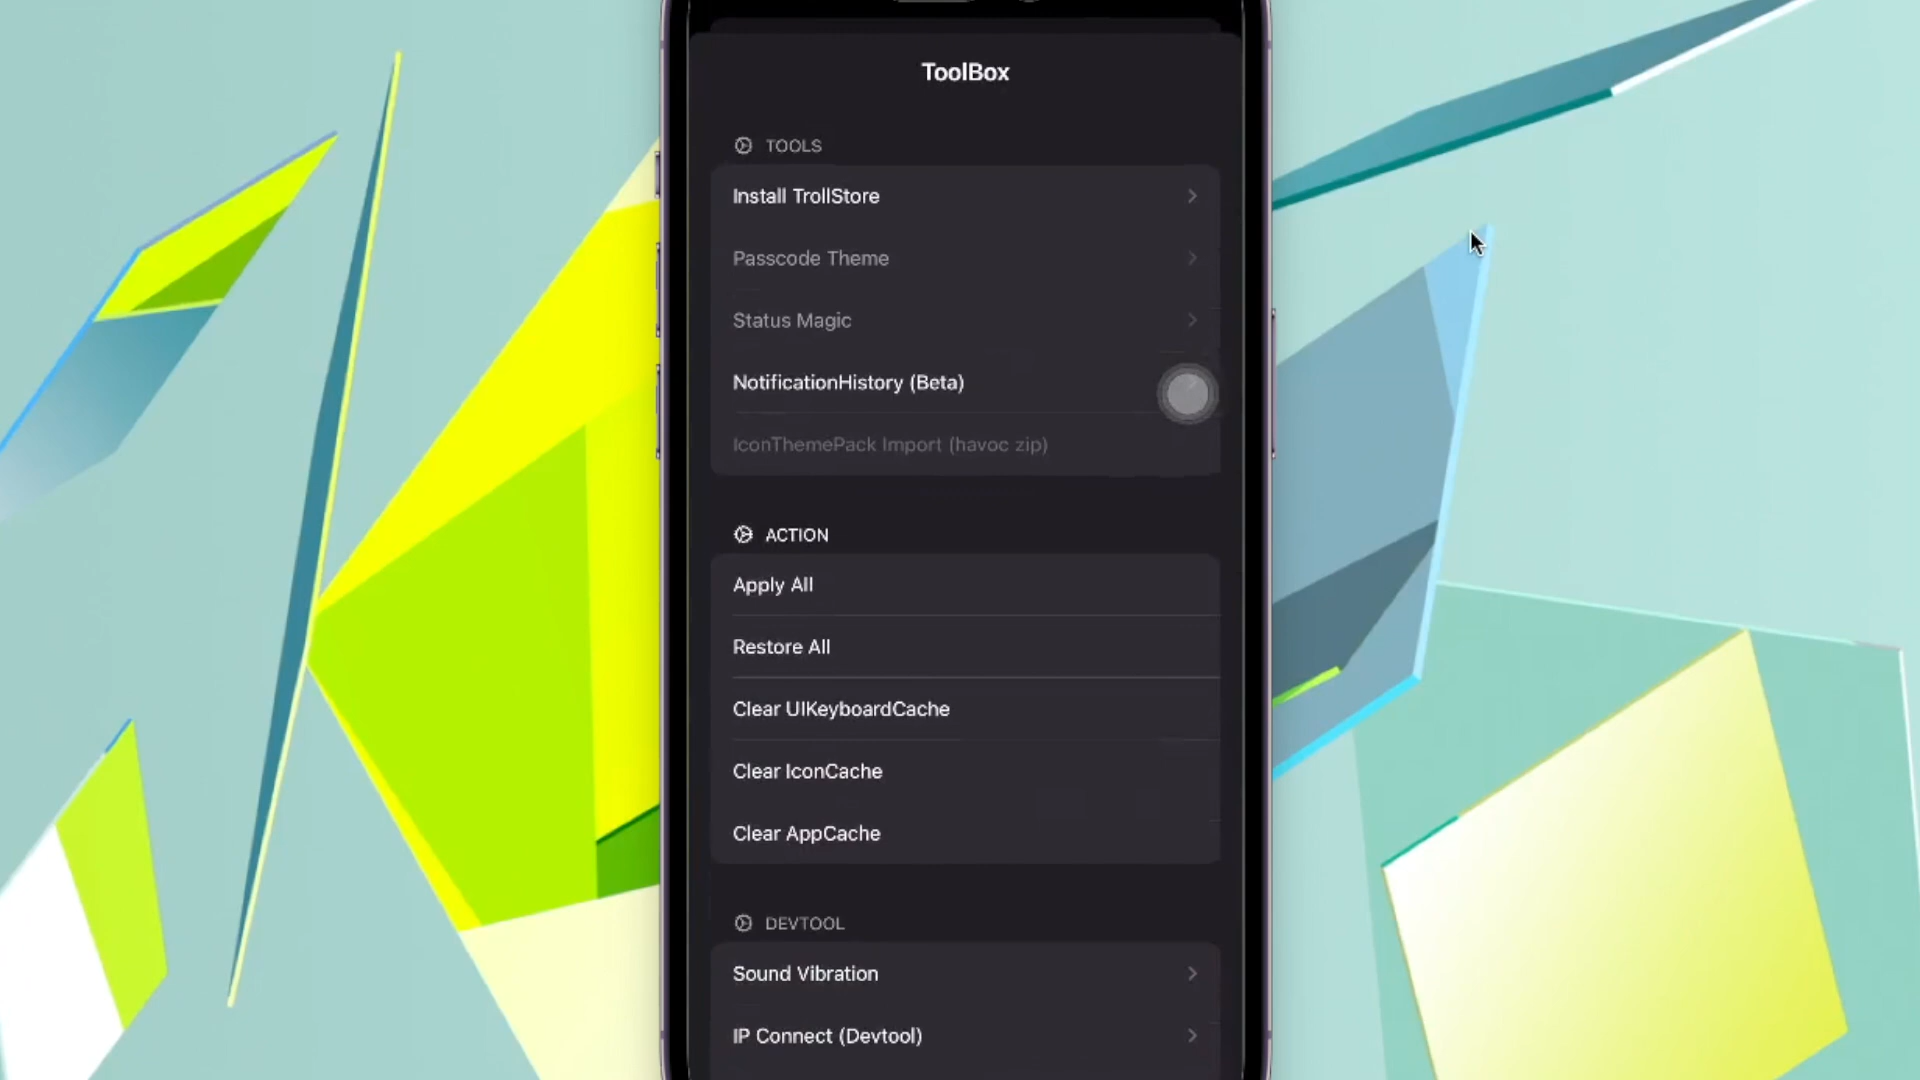 ToolBox
TOOLS
Install TrollStore
Passcode Theme
Status Magic
NotificationHistory (Beta)
IconThemePack Import (havoc zip)
ACTION
Apply All
Restore All
Clear UIKeyboardCache
Clear IconCache
Clear AppCache
DEVTOOL
Sound Vibration
IP Connect (Devtool)